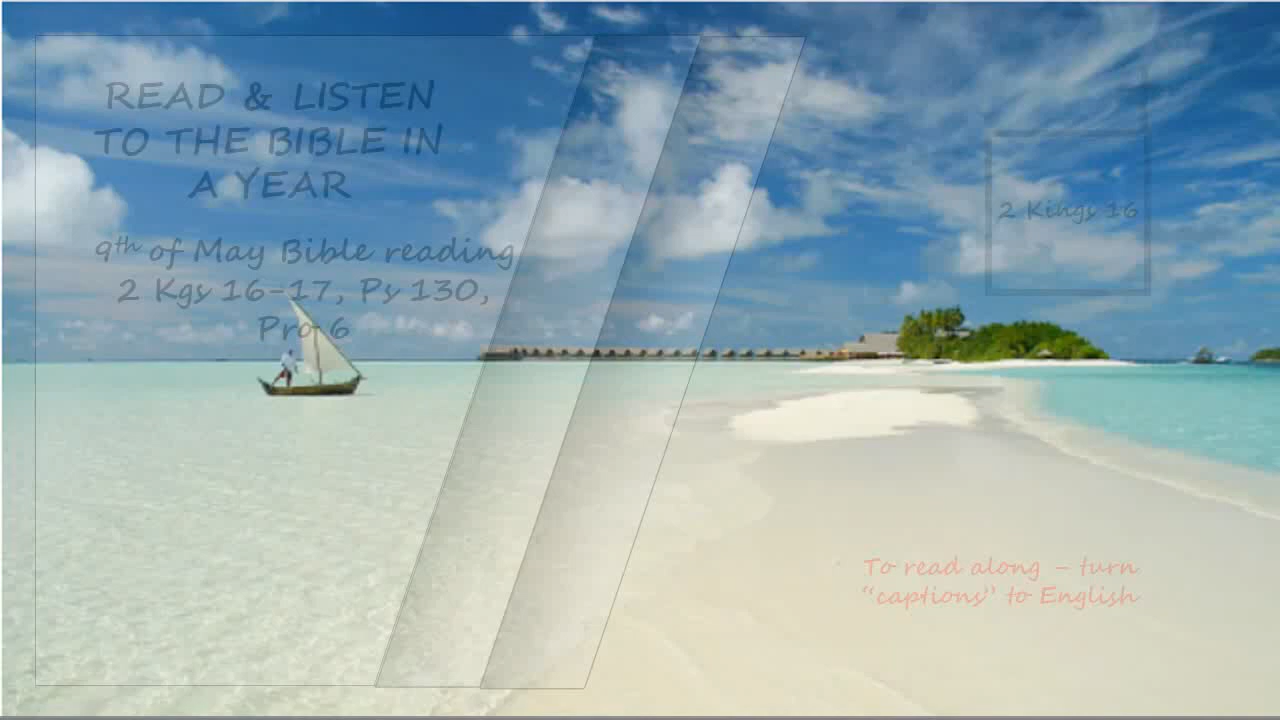 READ & LISTEN
TO THE BIBLE IN
A YEAR
9th of May Bible reading
2 Kgs 16-17, Ps 130,
Pro 6
2 Kings 16
To read along – turn
“captions” to English